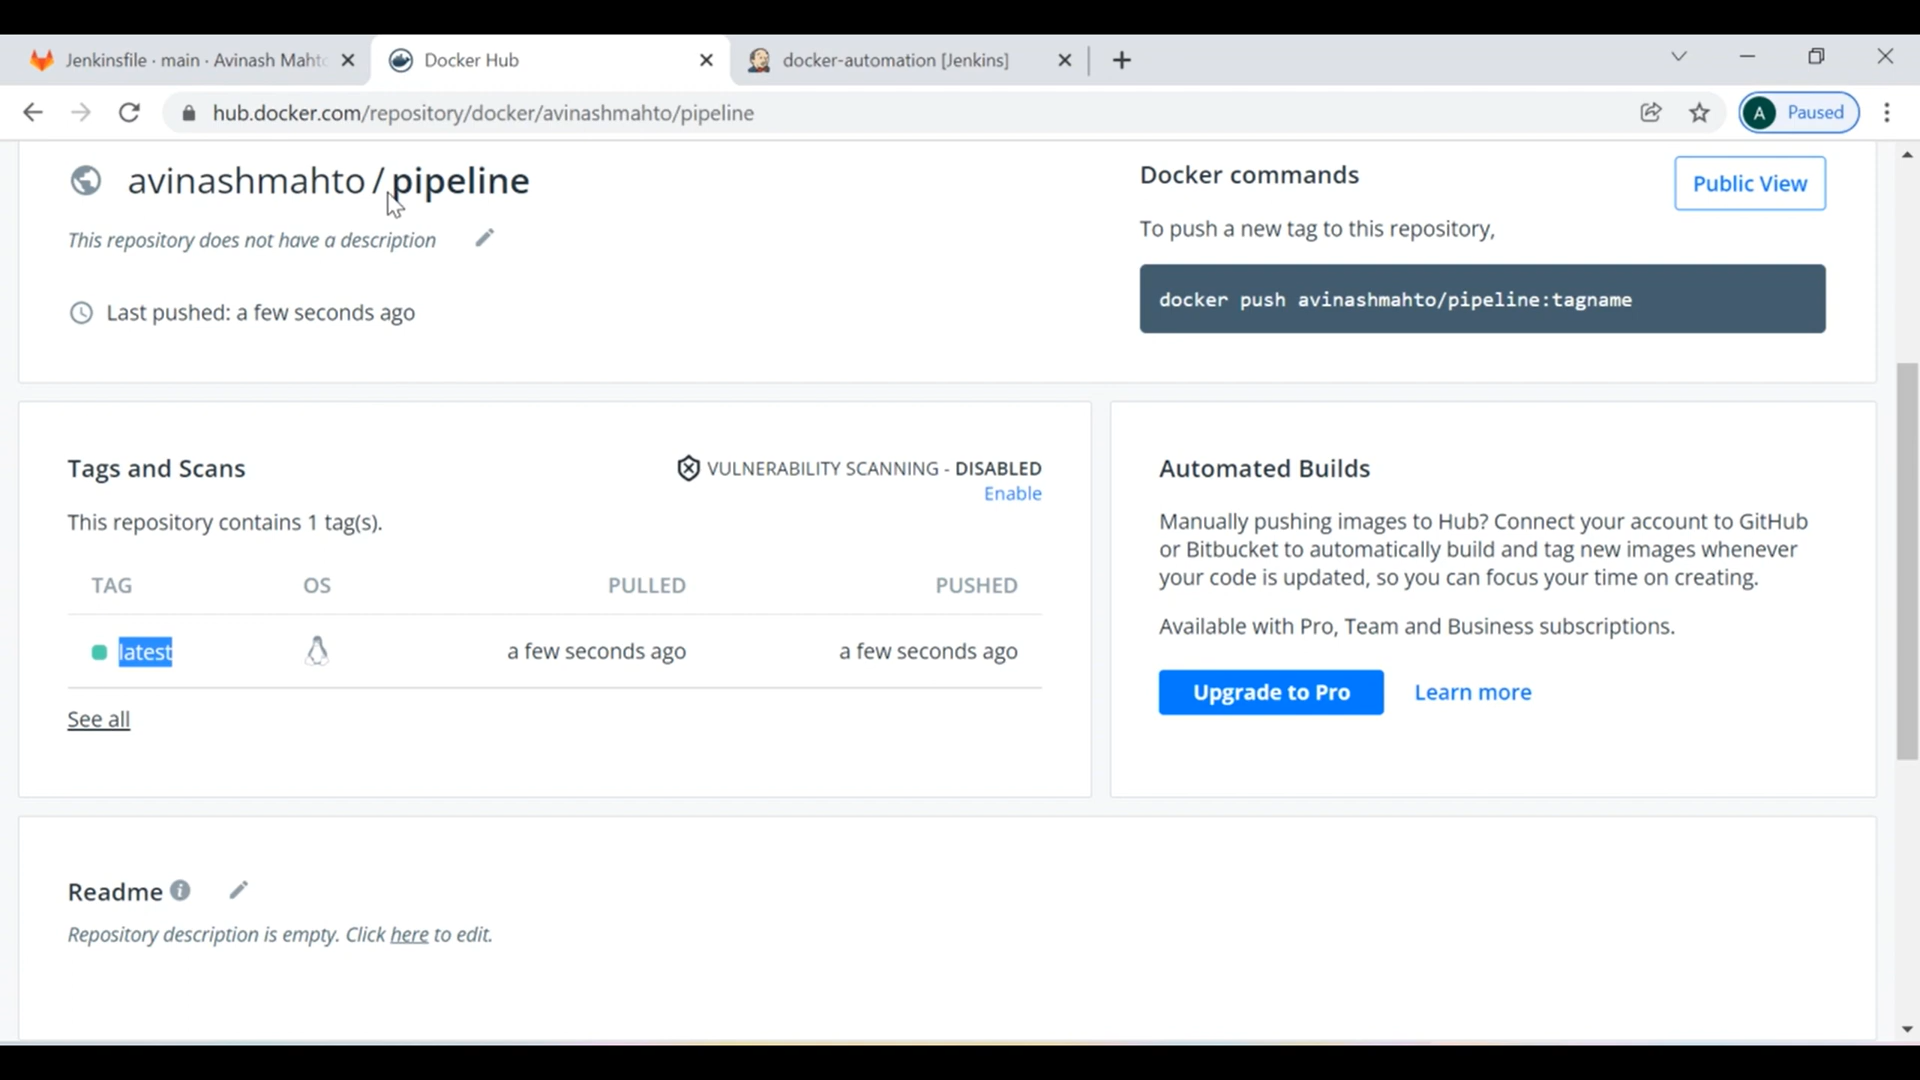 Jenkinsfile · main · Avinash Mahto
Docker Hub
docker-automation [Jenkins]
hub.docker.com/repository/docker/avinashmahto/pipeline
A Paused
avinashmahto / pipeline
This repository does not have a description
Last pushed: a few seconds ago
Docker commands
Public View
To push a new tag to this repository,
docker push avinashmahto/pipeline:tagname
Tags and Scans
VULNERABILITY SCANNING - DISABLED
Enable
This repository contains 1 tag(s).
TAG OS PULLED PUSHED
latest a few seconds ago a few seconds ago
See all
Automated Builds
Manually pushing images to Hub? Connect your account to GitHub
or Bitbucket to automatically build and tag new images whenever
your code is updated, so you can focus your time on creating.
Available with Pro, Team and Business subscriptions.
Upgrade to Pro Learn more
Readme
Repository description is empty. Click here to edit.